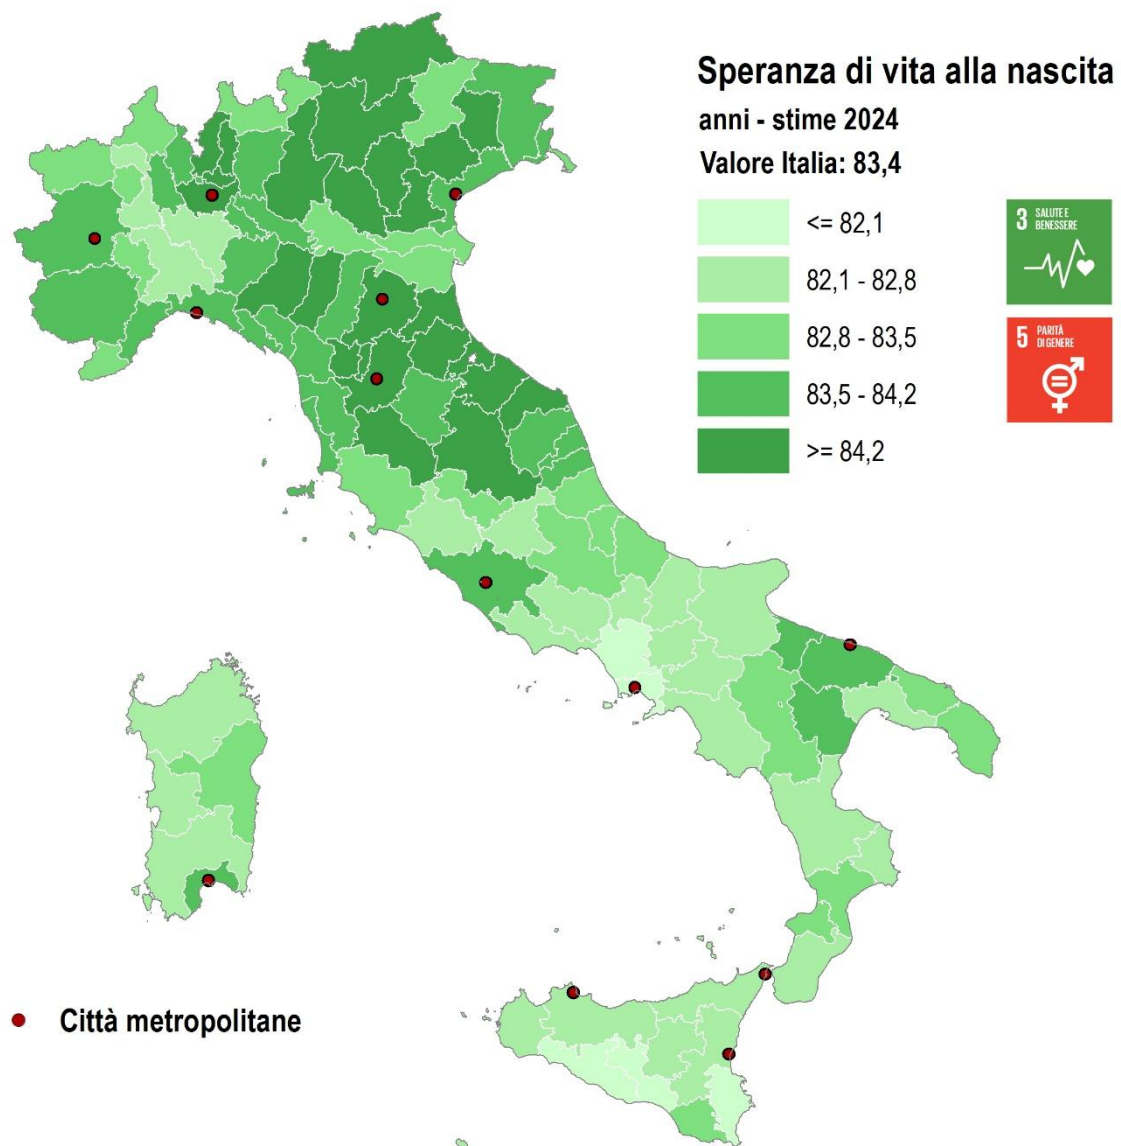 Speranza di vita alla nascita
anni - stime 2024
Valore Italia: 83,4
<= 82,1
82,1 - 82,8
82,8 - 83,5
83,5 - 84,2
>= 84,2
3 SALUTE E
BENESSERE
5 PARITÀ
DI GENERE
Città metropolitane